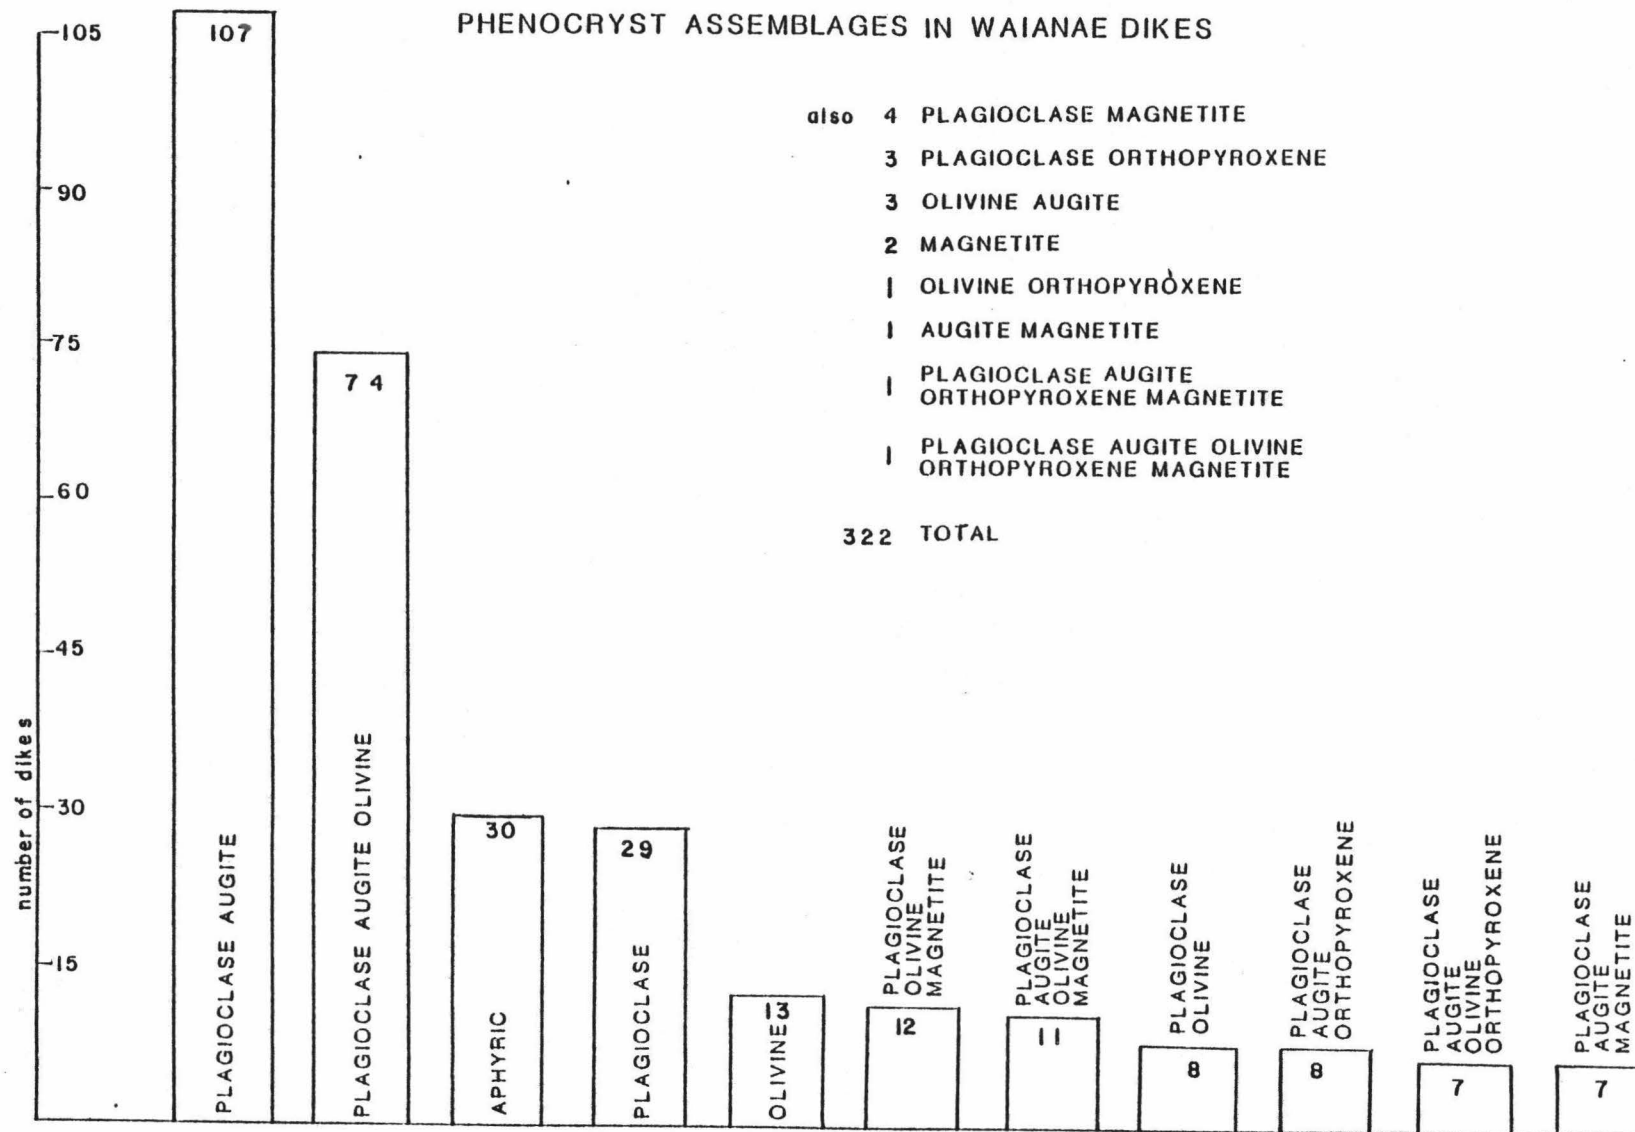 PHENOCRYST ASSEMBLAGES IN WAIANAE DIKES
also 4 PLAGIOCLASE MAGNETITE
3 PLAGIOCLASE ORTHOPYROXENE
3 OLIVINE AUGITE
2 MAGNETITE
1 OLIVINE ORTHOPYROXENE
1 AUGITE MAGNETITE
1 PLAGIOCLASE AUGITE
ORTHOPYROXENE MAGNETITE
1 PLAGIOCLASE AUGITE OLIVINE
ORTHOPYROXENE MAGNETITE
322 TOTAL
number of dikes
105
90
75
60
45
30
15
107
PLAGIOCLASE AUGITE
74
PLAGIOCLASE AUGITE OLIVINE
30
APHYRIC
29
PLAGIOCLASE
13
OLIVINE
PLAGIOCLASE
OLIVINE
MAGNETITE
12
PLAGIOCLASE
AUGITE
OLIVINE
MAGNETITE
11
PLAGIOCLASE
OLIVINE
8
PLAGIOCLASE
AUGITE
ORTHOPYROXENE
8
PLAGIOCLASE
AUGITE
OLIVINE
ORTHOPYROXENE
7
PLAGIOCLASE
AUGITE
MAGNETITE
7